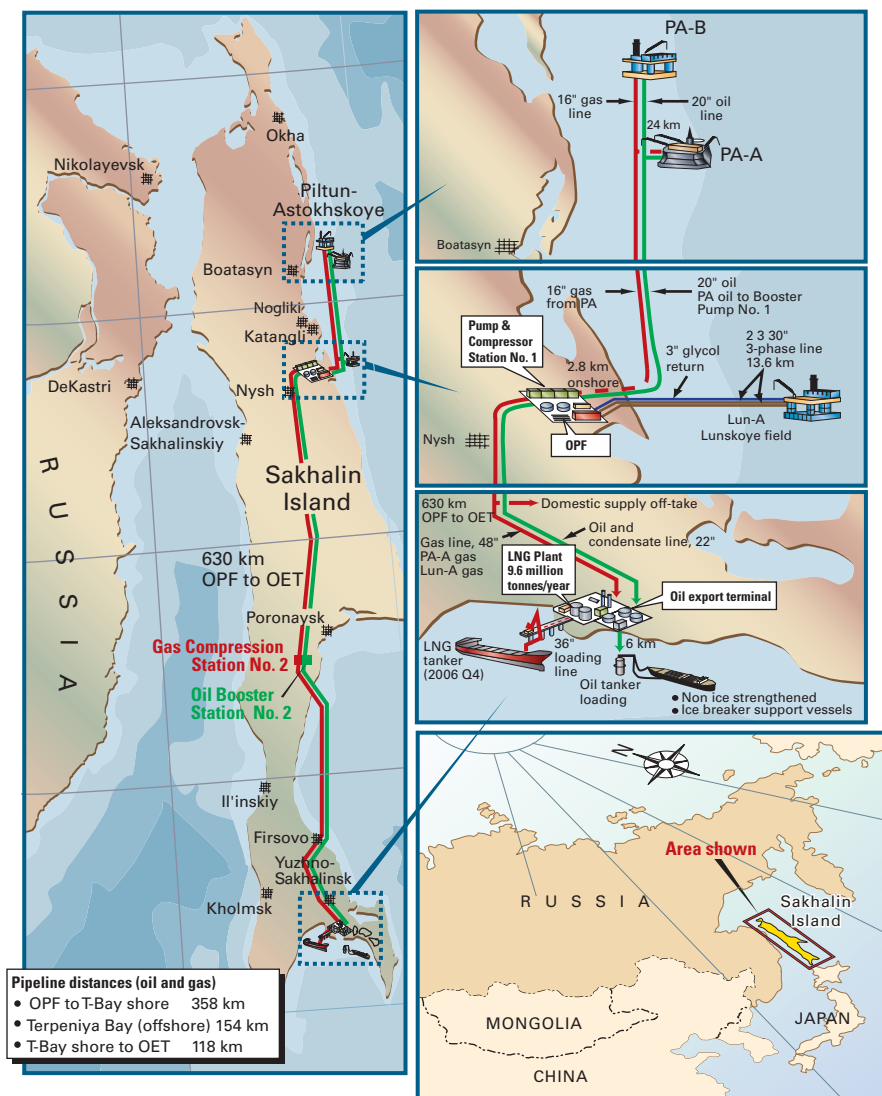 Okha
Nikolayevsk
Piltun-
Astokhskoye
Boatasyn
Nogliki
Katangli
DeKastri
Nysh
Aleksandrovsk-
Sakhalinskiy
Sakhalin
Island
RUSSIA
630 km
OPF to OET
Poronaysk
Gas Compression
Station No. 2
Oil Booster
Station No. 2
Il'inskiy
Firsovo
Yuzhno-
Sakhalinsk
Kholmsk
Pipeline distances (oil and gas)
• OPF to T-Bay shore 358 km
• Terpeniya Bay (offshore) 154 km
• T-Bay shore to OET 118 km
PA-B
16" gas
line
20" oil
line
24 km
PA-A
Boatasyn
16" gas
from PA
20" oil
PA oil to Booster
Pump No. 1
Pump &
Compressor
Station No. 1
2.8 km
onshore
3" glycol
return
2 3 30"
3-phase line
13.6 km
Lun-A
Lunskoye field
Nysh
OPF
630 km
OPF to OET
Domestic supply off-take
Gas line, 48"
PA-A gas
Lun-A gas
Oil and
condensate line, 22"
LNG Plant
9.6 million
tonnes/year
Oil export terminal
LNG
tanker
(2006 Q4)
36"
loading
line
6 km
Oil tanker
loading
• Non ice strengthened
• Ice breaker support vessels
N
Area shown
RUSSIA
Sakhalin
Island
MONGOLIA
JAPAN
CHINA